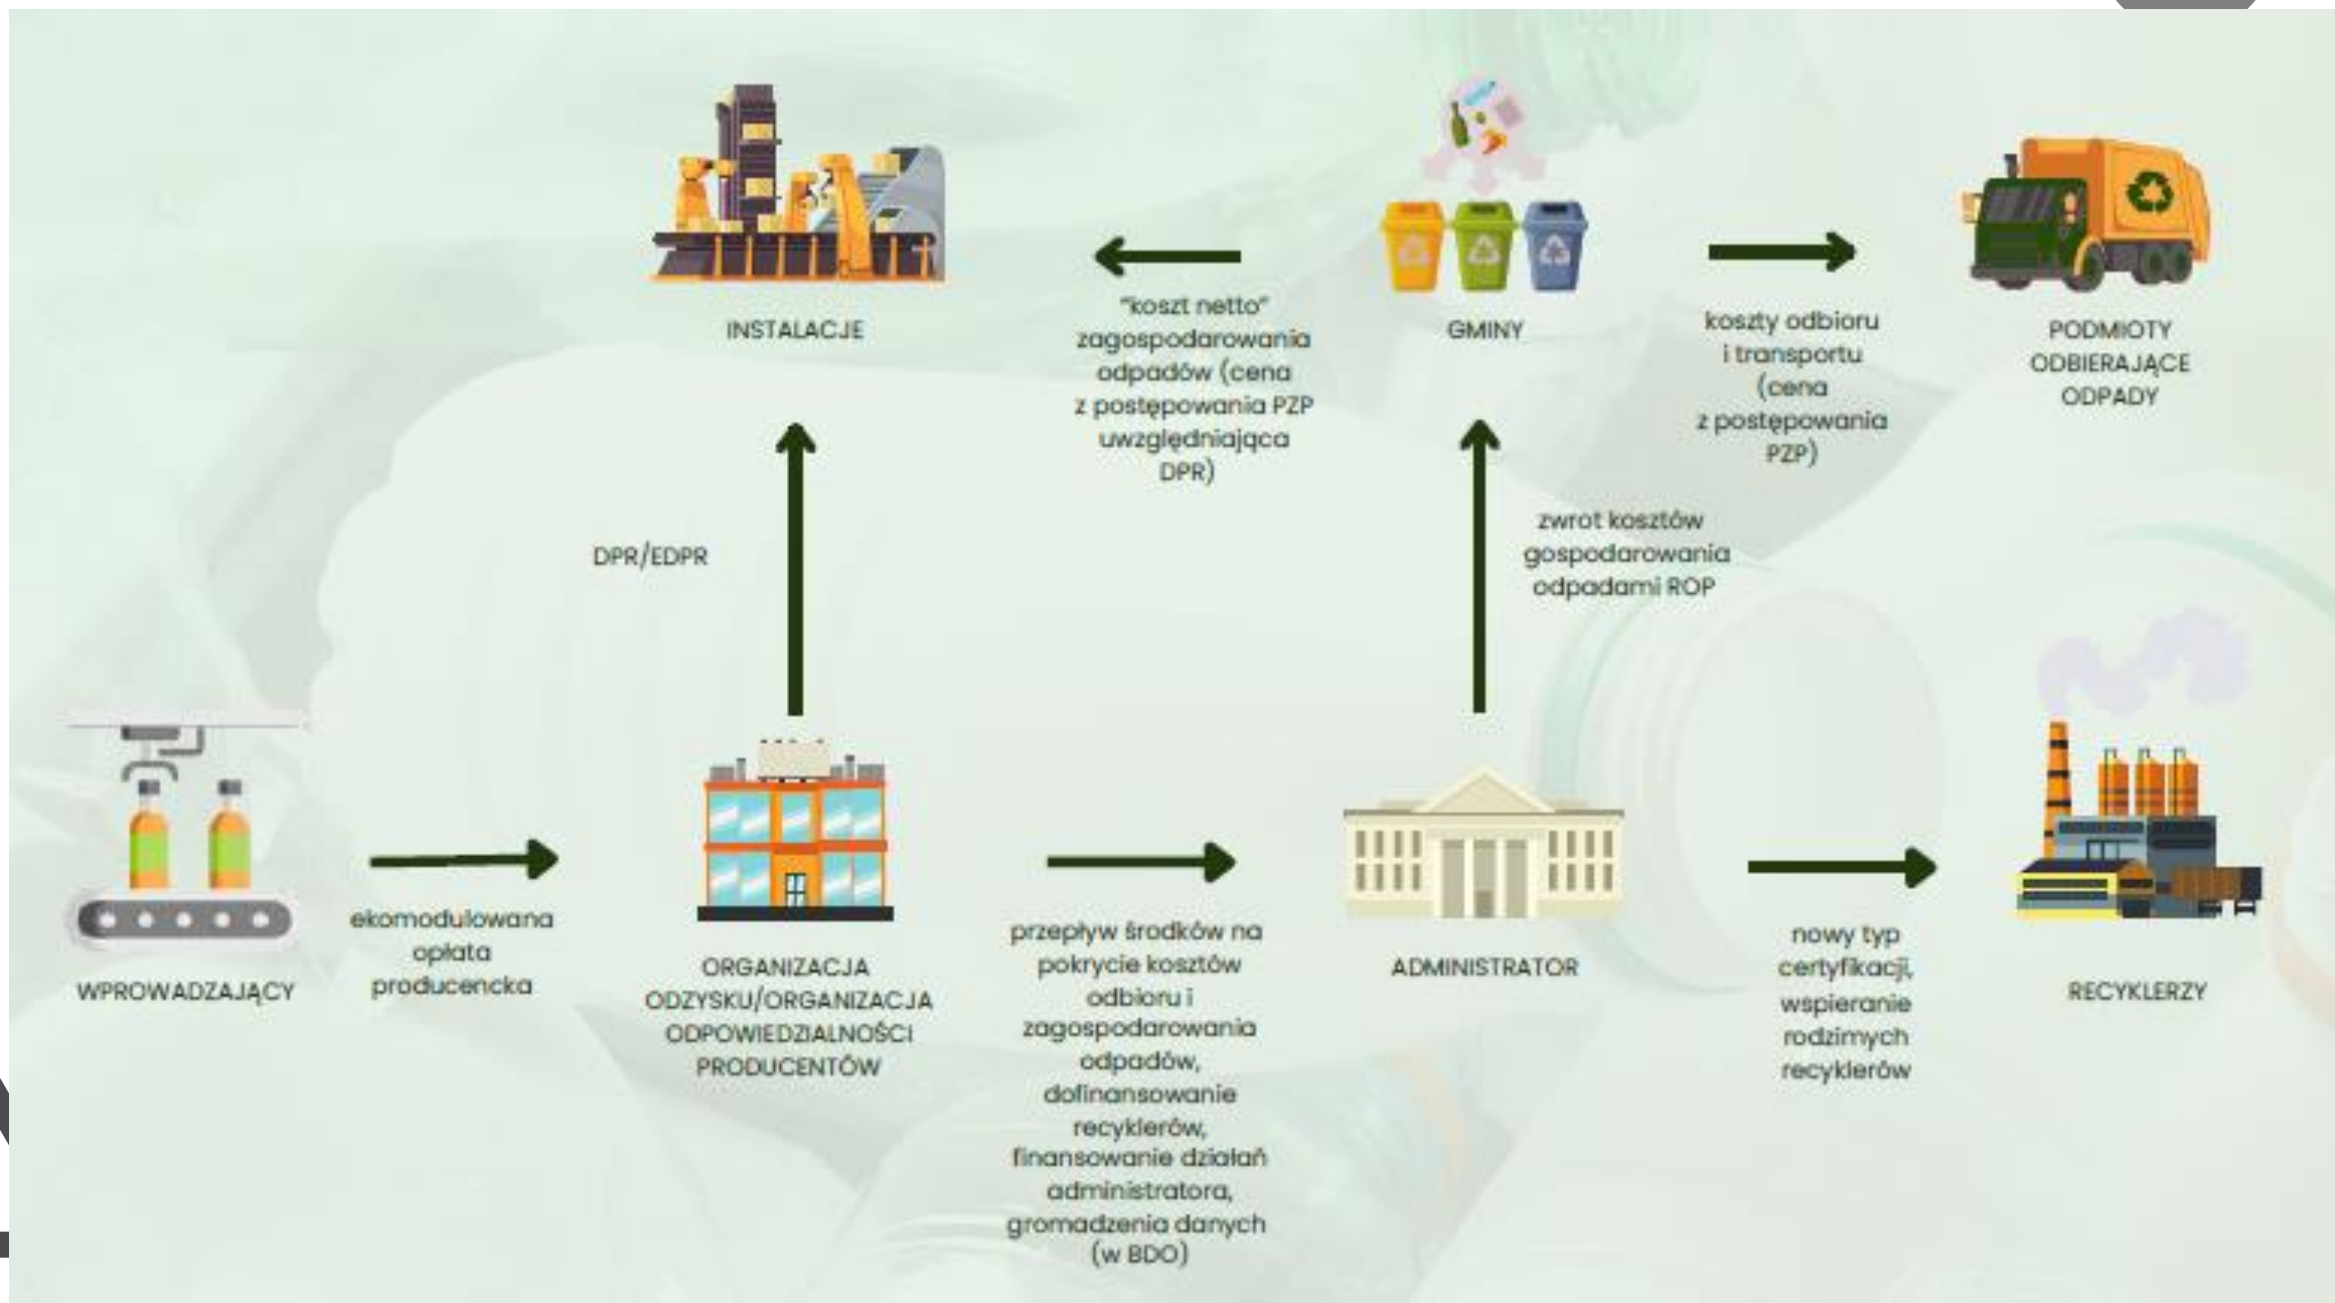 INSTALACJE
"koszt netto"
zagospodarowania
odpadów (cena
z postępowania PZP
uwzględniająca
DPR)
GMINY
koszty odbioru
i transportu
(cena
z postępowania
PZP)
PODMIOTY
ODBIERAJĄCE
ODPADY
DPR/EDPR
zwrot kosztów
gospodarowania
odpadami ROP
WPROWADZAJĄCY
ekomodulowana
opłata
producencka
ORGANIZACJA
ODZYSKU/ORGANIZACJA
ODPOWIEDZIALNOŚCI
PRODUCENTÓW
przepływ środków na
pokrycie kosztów
odbioru i
zagospodarowania
odpadów,
dofinansowanie
recyklerów,
finansowanie działań
administratora,
gromadzenia danych
(w BDO)
ADMINISTRATOR
nowy typ
certyfikacji,
wspieranie
rodzimych
recyklerów
RECYKLERZY